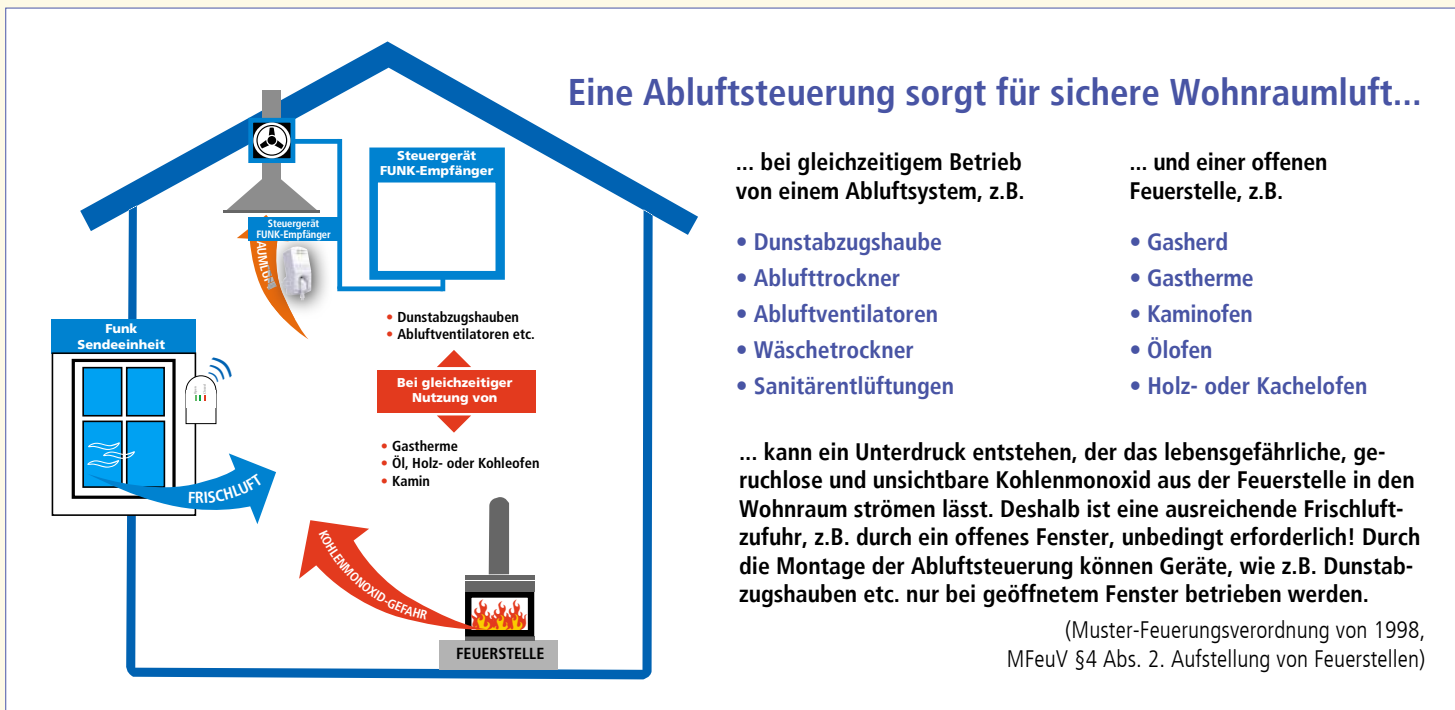 Eine Abluftsteuerung sorgt für sichere Wohnraumluft...
Steuergerät
FUNK-Empfänger
Steuergerät
FUNK-Empfänger
RAUMLUFT
Funk
Sendeeinheit
FRISCHLUFT
• Dunstabzugshauben
• Abluftventilatoren etc.
Bei gleichzeitiger
Nutzung von
• Gastherme
• Öl, Holz- oder Kohleofen
• Kamin
KOHLENMONOXID-GEFAHR
FEUERSTELLE
... bei gleichzeitigem Betrieb
von einem Abluftsystem, z.B.
• Dunstabzugshaube
• Ablufttrockner
• Abluftventilatoren
• Wäschetrockner
• Sanitärentlüftungen
... und einer offenen
Feuerstelle, z.B.
• Gasherd
• Gastherme
• Kaminofen
• Ölofen
• Holz- oder Kachelofen
... kann ein Unterdruck entstehen, der das lebensgefährliche, ge-
ruchlose und unsichtbare Kohlenmonoxid aus der Feuerstelle in den
Wohnraum strömen lässt. Deshalb ist eine ausreichende Frischluft-
zufuhr, z.B. durch ein offenes Fenster, unbedingt erforderlich! Durch
die Montage der Abluftsteuerung können Geräte, wie z.B. Dunstab-
zugshauben etc. nur bei geöffnetem Fenster betrieben werden.
(Muster-Feuerungsverordnung von 1998,
MFeuV §4 Abs. 2. Aufstellung von Feuerstellen)